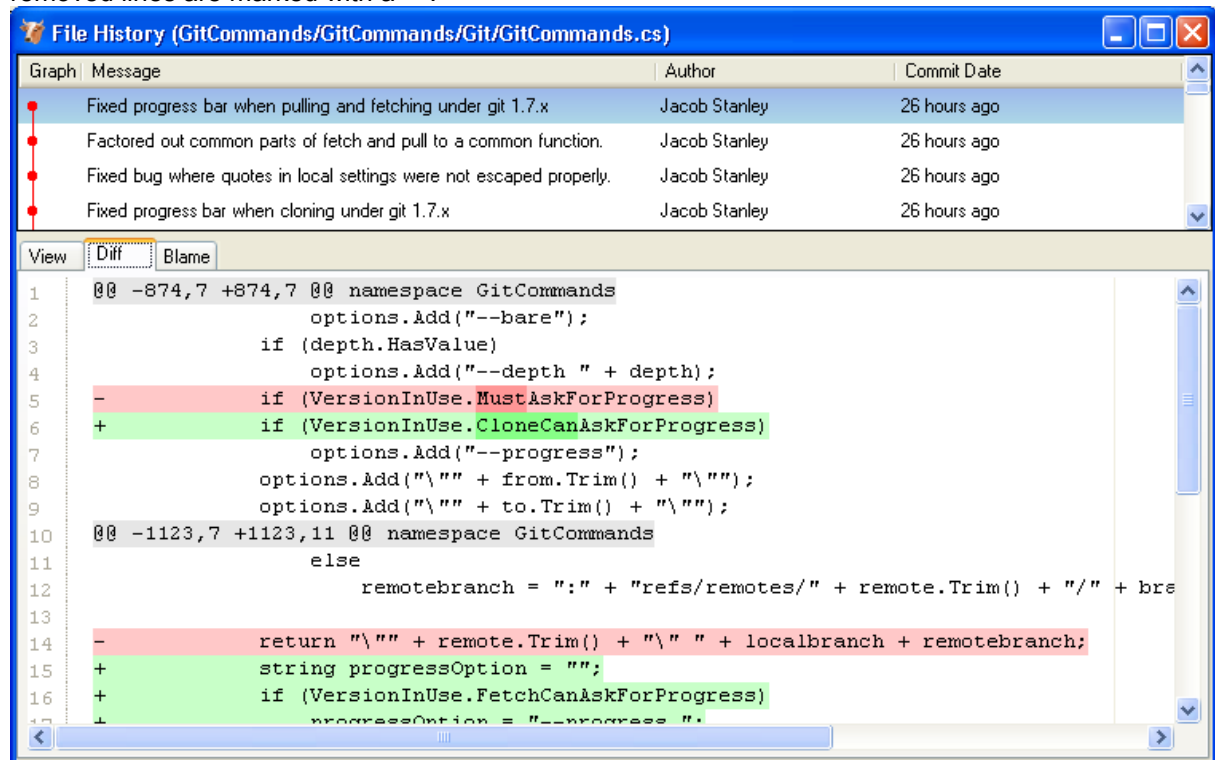 File History (GitCommands/GitCommands/Git/GitCommands.cs)
Graph Message Author Commit Date
Fixed progress bar when pulling and fetching under git 1.7.x Jacob Stanley 26 hours ago
Factored out common parts of fetch and pull to a common function. Jacob Stanley 26 hours ago
Fixed bug where quotes in local settings were not escaped properly. Jacob Stanley 26 hours ago
Fixed progress bar when cloning under git 1.7.x Jacob Stanley 26 hours ago
View Diff Blame
1 @@ -874,7 +874,7 @@ namespace GitCommands
2 options.Add("--bare");
3 if (depth.HasValue)
4 options.Add("--depth " + depth);
5 - if (VersionInUse.MustAskForProgress)
6 + if (VersionInUse.CloneCanAskForProgress)
7 options.Add("--progress");
8 options.Add("\"" + from.Trim() + "\"");
9 options.Add("\"" + to.Trim() + "\"");
10 @@ -1123,7 +1123,11 @@ namespace GitCommands
11 else
12 remotebranch = ":" + "refs/remotes/" + remote.Trim() + "/" + bra
13
14 - return "\"" + remote.Trim() + "\" " + localbranch + remotebranch;
15 + string progressOption = "";
16 + if (VersionInUse.FetchCanAskForProgress)
17 + progressOption = "--progress ";